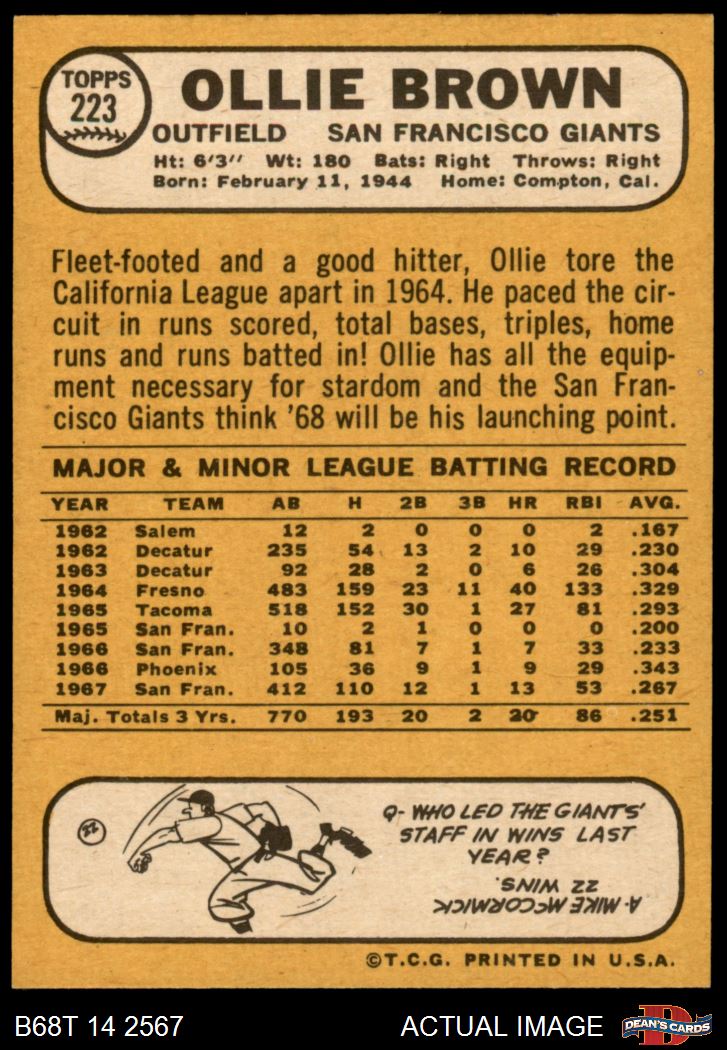 TOPPS
223
OLLIE BROWN
OUTFIELD SAN FRANCISCO GIANTS
Ht: 6'3" Wt: 180 Bats: Right Throws: Right
Born: February 11, 1944 Home: Compton, Cal.
Fleet-footed and a good hitter, Ollie tore the
California League apart in 1964. He paced the cir-
cuit in runs scored, total bases, triples, home
runs and runs batted in! Ollie has all the equip-
ment necessary for stardom and the San Fran-
cisco Giants think '68 will be his launching point.
MAJOR & MINOR LEAGUE BATTING RECORD
YEAR TEAM AB H 2B 3B HR RBI AVG.
1962 Salem 12 2 0 0 0 2 .167
1962 Decatur 235 54 13 2 10 29 .230
1963 Decatur 92 28 2 0 6 26 .304
1964 Fresno 483 159 23 11 40 133 .329
1965 Tacoma 518 152 30 1 27 81 .293
1965 San Fran. 10 2 1 0 0 0 .200
1966 San Fran. 348 81 7 1 7 33 .233
1966 Phoenix 105 36 9 1 9 29 .343
1967 San Fran. 412 110 12 1 13 53 .267
Maj. Totals 3 Yrs. 770 193 20 2 20 86 .251
22
Q- WHO LED THE GIANTS'
STAFF IN WINS LAST
YEAR?
A- MIKE McCORMICK
22 WINS.
©T.C.G. PRINTED IN U.S.A.
B68T 14 2567 ACTUAL IMAGE
D
DEAN'S CARDS